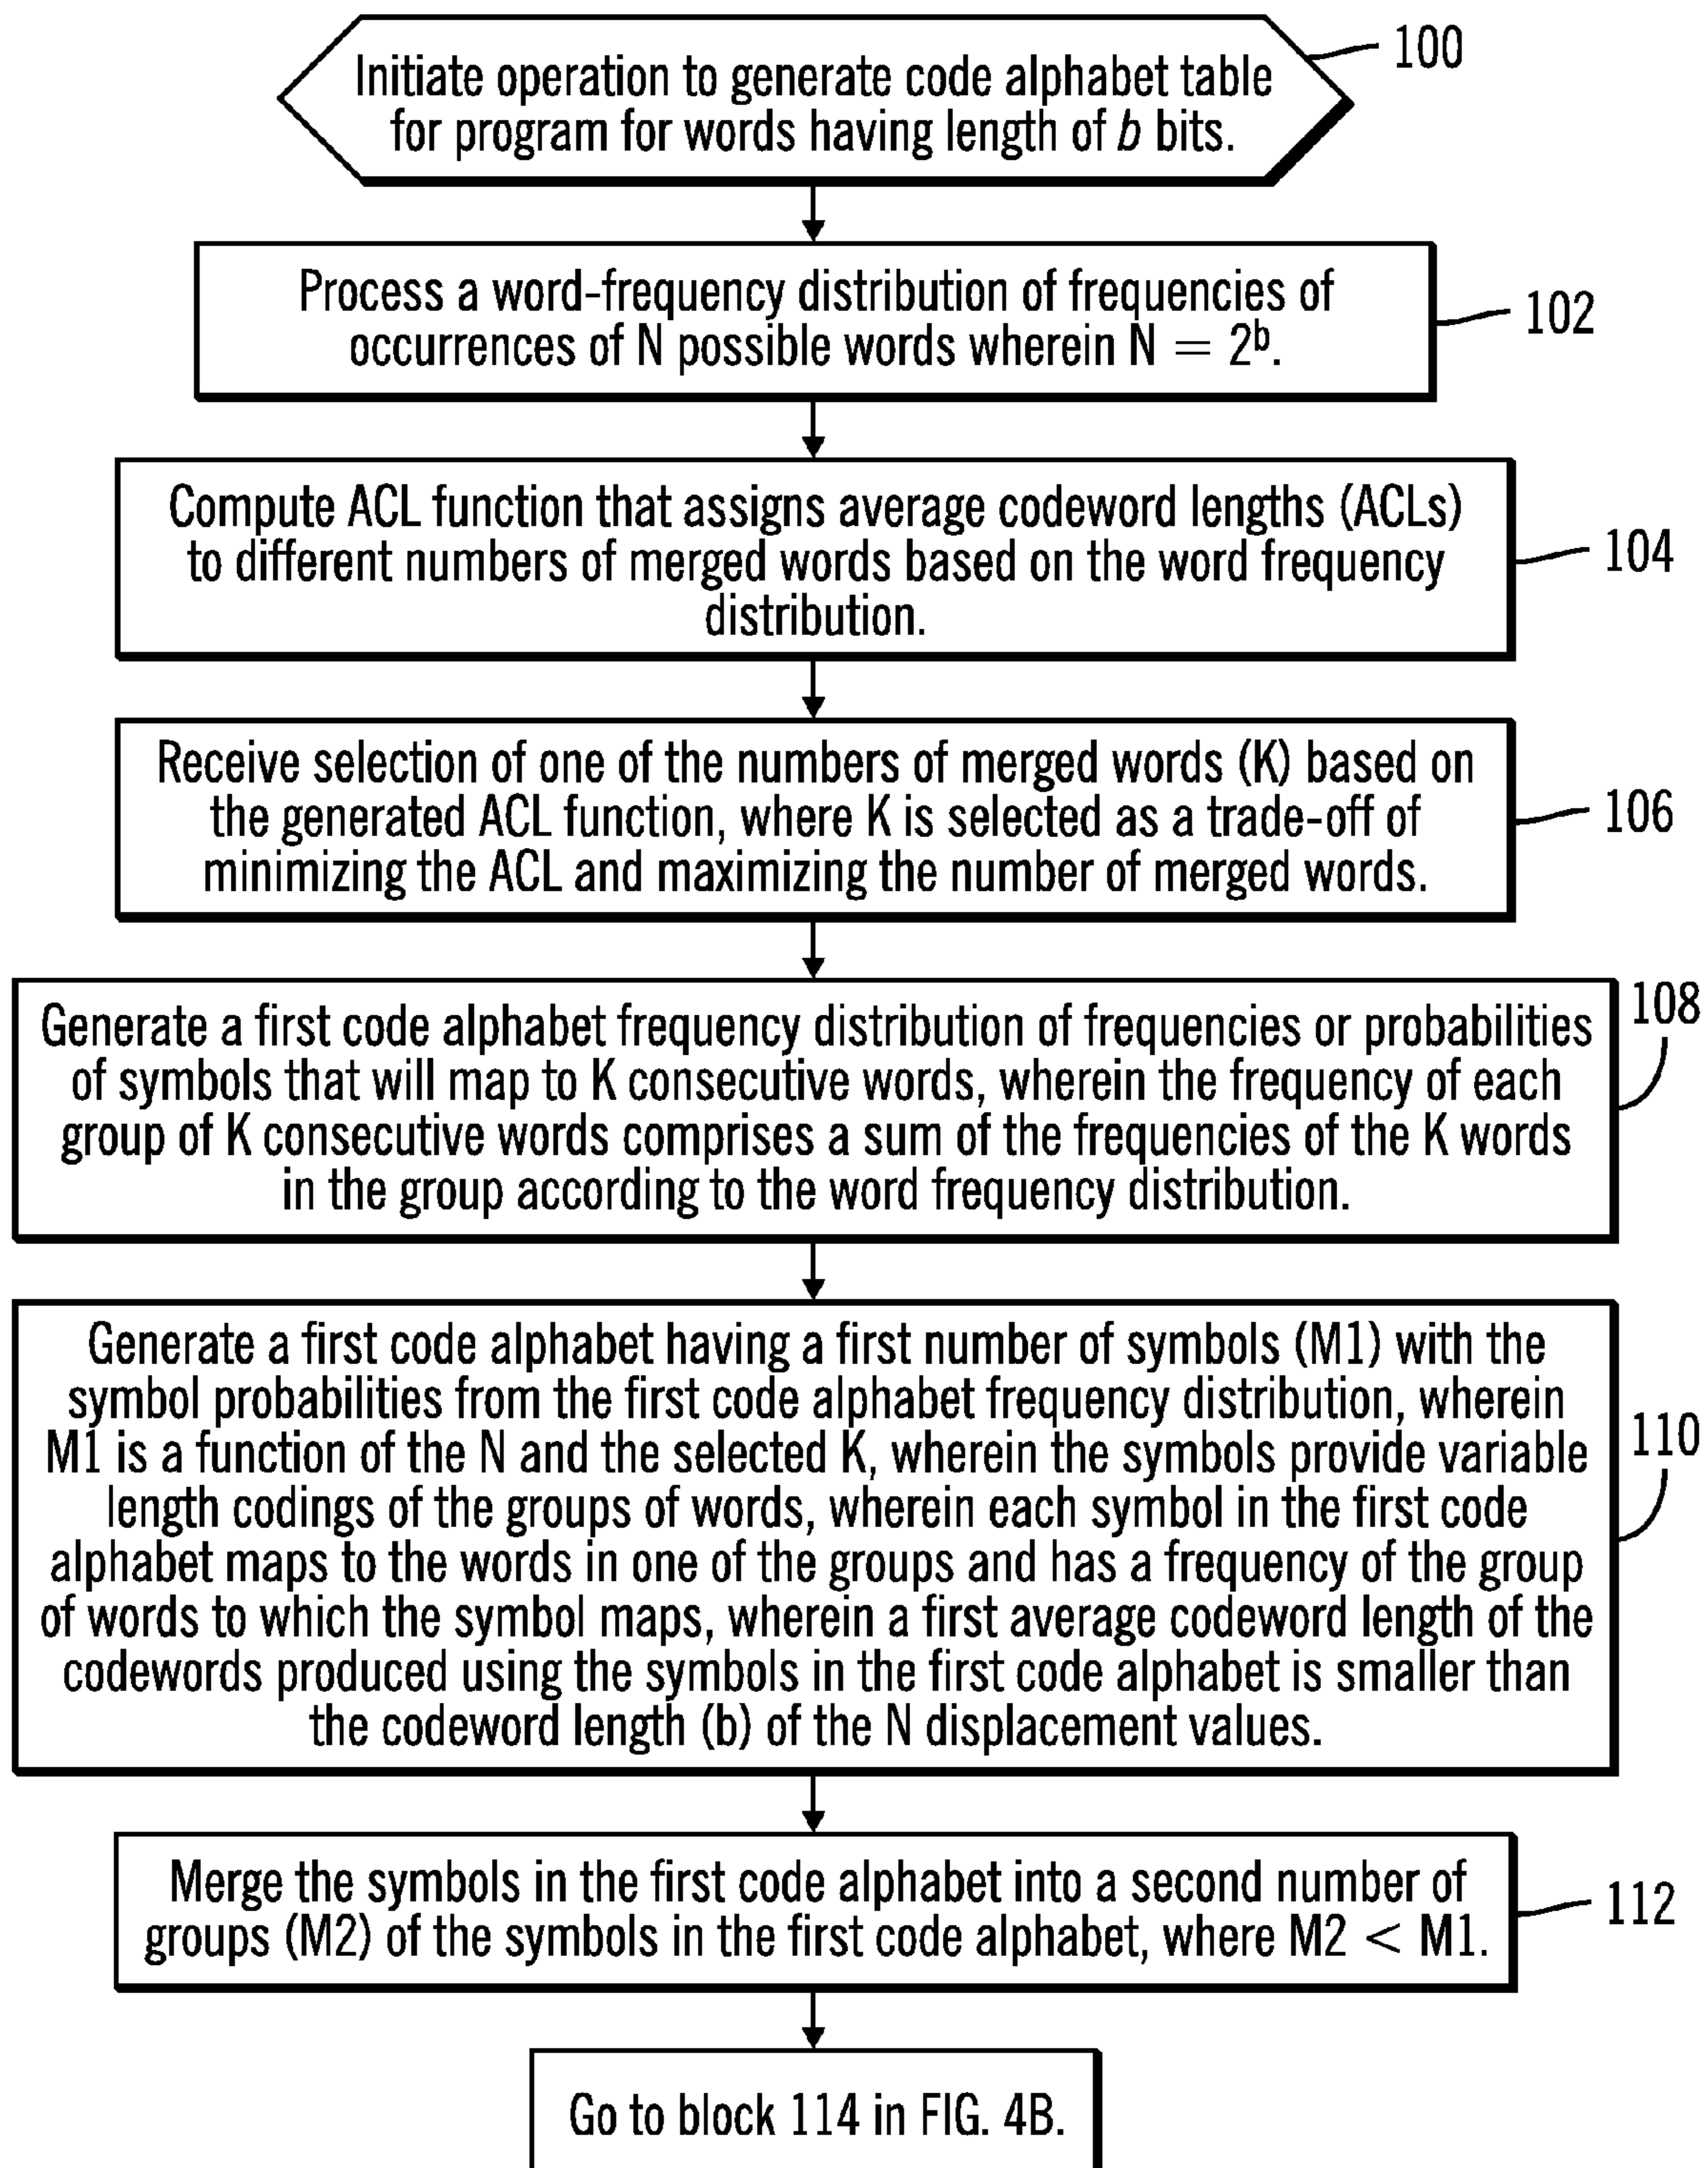 Initiate operation to generate code alphabet table
for program for words having length of b bits.
100
Process a word-frequency distribution of frequencies of
occurrences of N possible words wherein N = 2ᵇ.
102
Compute ACL function that assigns average codeword lengths (ACLs)
to different numbers of merged words based on the word frequency
distribution.
104
Receive selection of one of the numbers of merged words (K) based on
the generated ACL function, where K is selected as a trade-off of
minimizing the ACL and maximizing the number of merged words.
106
Generate a first code alphabet frequency distribution of frequencies or probabilities
of symbols that will map to K consecutive words, wherein the frequency of each
group of K consecutive words comprises a sum of the frequencies of the K words
in the group according to the word frequency distribution.
108
Generate a first code alphabet having a first number of symbols (M1) with the
symbol probabilities from the first code alphabet frequency distribution, wherein
M1 is a function of the N and the selected K, wherein the symbols provide variable
length codings of the groups of words, wherein each symbol in the first code
alphabet maps to the words in one of the groups and has a frequency of the group
of words to which the symbol maps, wherein a first average codeword length of the
codewords produced using the symbols in the first code alphabet is smaller than
the codeword length (b) of the N displacement values.
110
Merge the symbols in the first code alphabet into a second number of
groups (M2) of the symbols in the first code alphabet, where M2 < M1.
112
Go to block 114 in FIG. 4B.